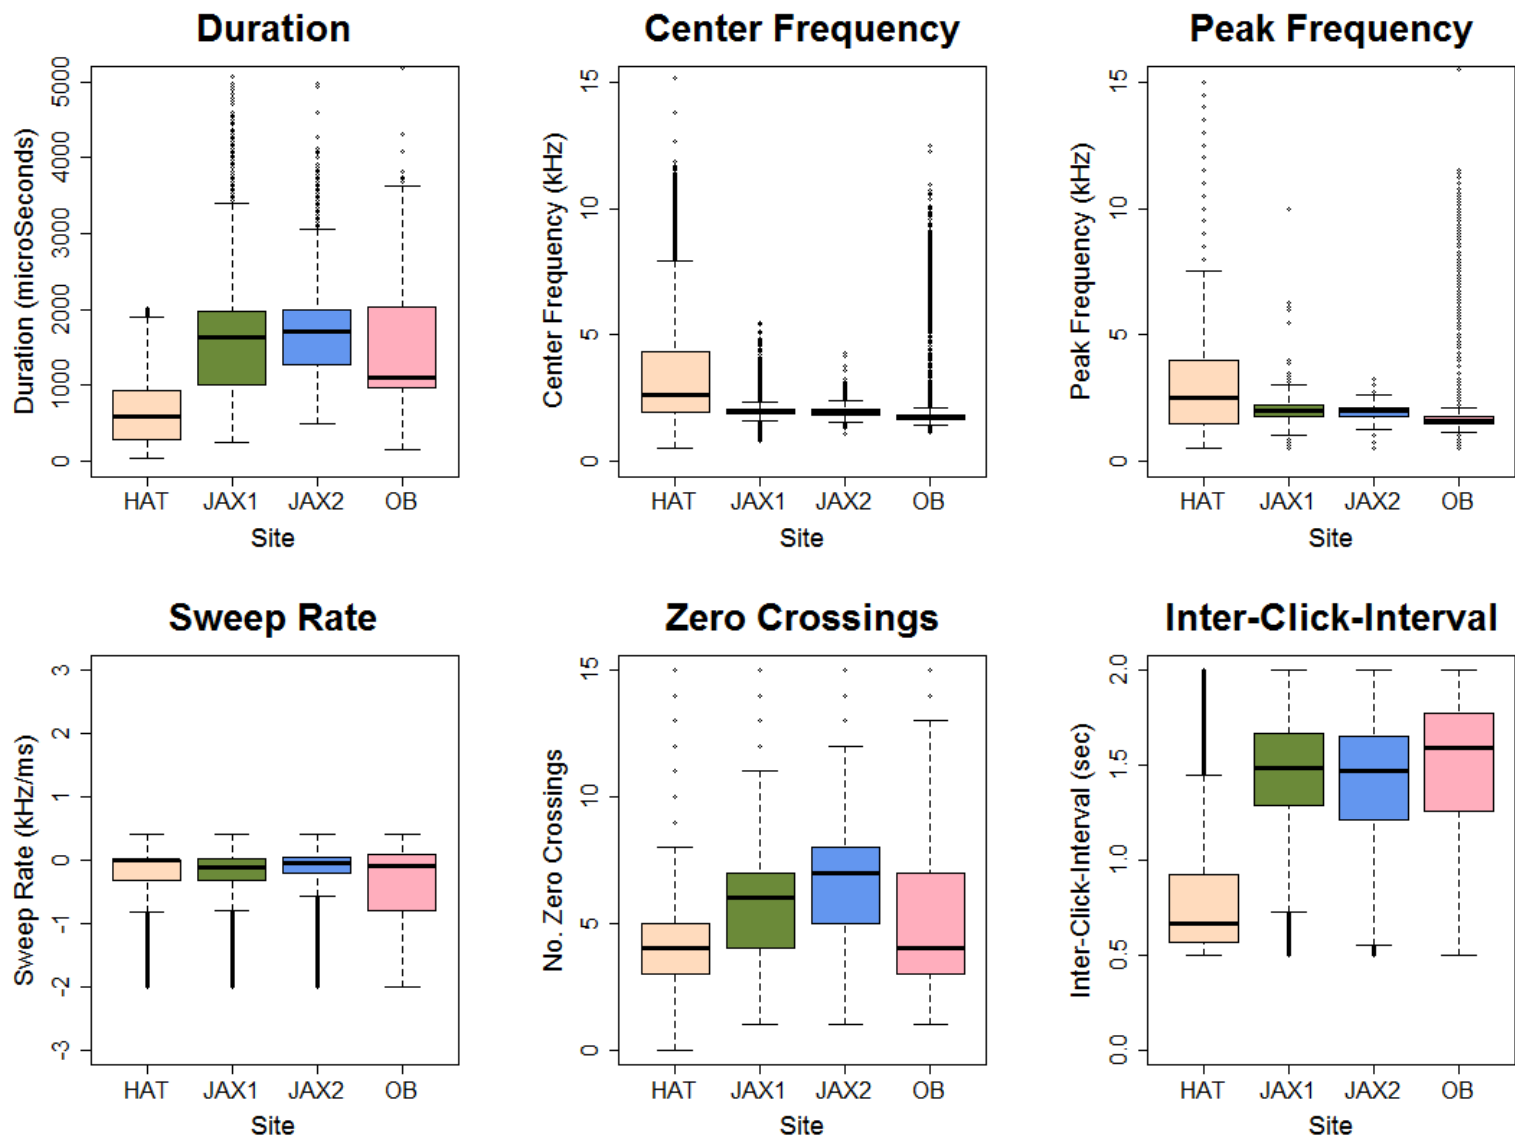 Duration
Center Frequency
Peak Frequency
Duration (microSeconds)
5000
4000
3000
2000
1000
0
HAT JAX1 JAX2 OB
Site
Center Frequency (kHz)
15
10
5
0
HAT JAX1 JAX2 OB
Site
Peak Frequency (kHz)
15
10
5
0
HAT JAX1 JAX2 OB
Site
Sweep Rate
Zero Crossings
Inter-Click-Interval
Sweep Rate (kHz/ms)
3
2
1
0
-1
-2
-3
HAT JAX1 JAX2 OB
Site
No. Zero Crossings
15
10
5
0
HAT JAX1 JAX2 OB
Site
Inter-Click-Interval (sec)
2.0
1.5
1.0
0.5
0.0
HAT JAX1 JAX2 OB
Site